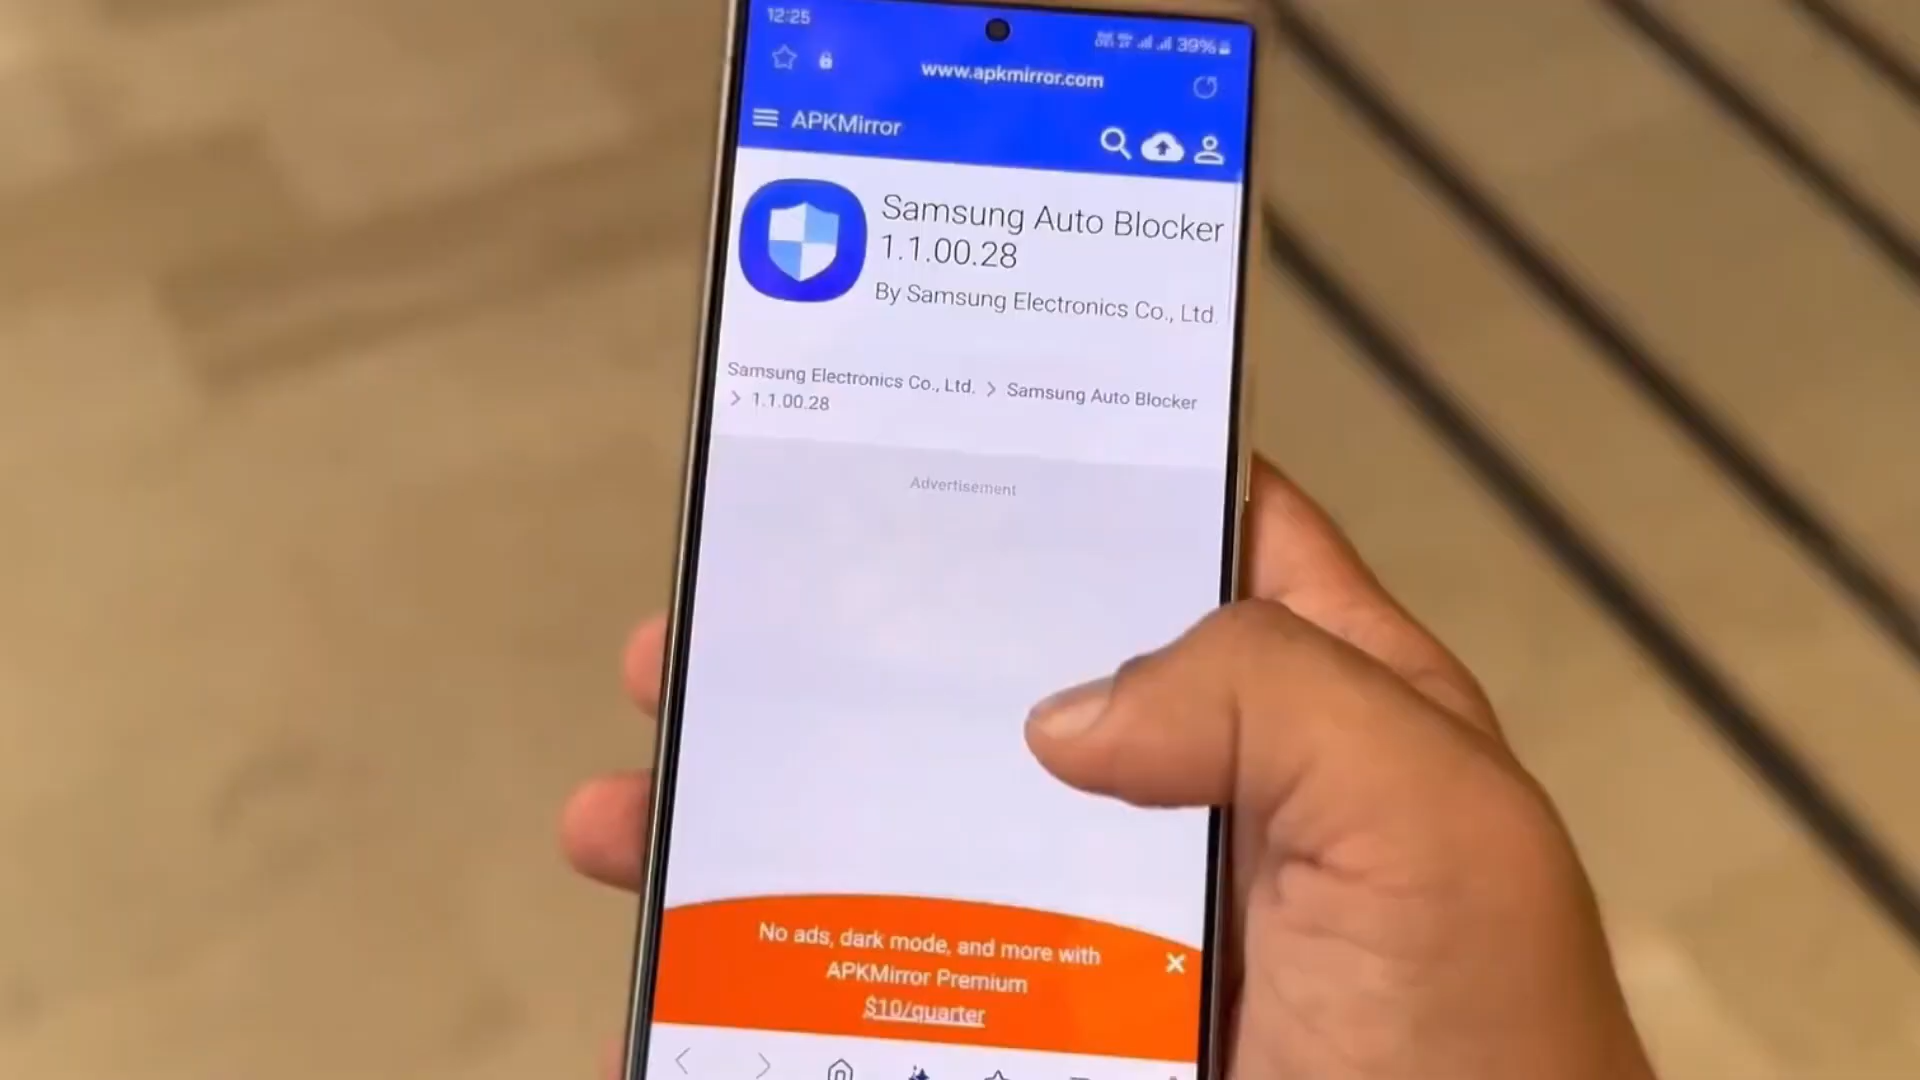 12:25
39%
www.apkmirror.com
APKMirror
Samsung Auto Blocker
1.1.00.28
By Samsung Electronics Co., Ltd.
Samsung Electronics Co., Ltd. > Samsung Auto Blocker
> 1.1.00.28
Advertisement
No ads, dark mode, and more with
APKMirror Premium
$10/quarter